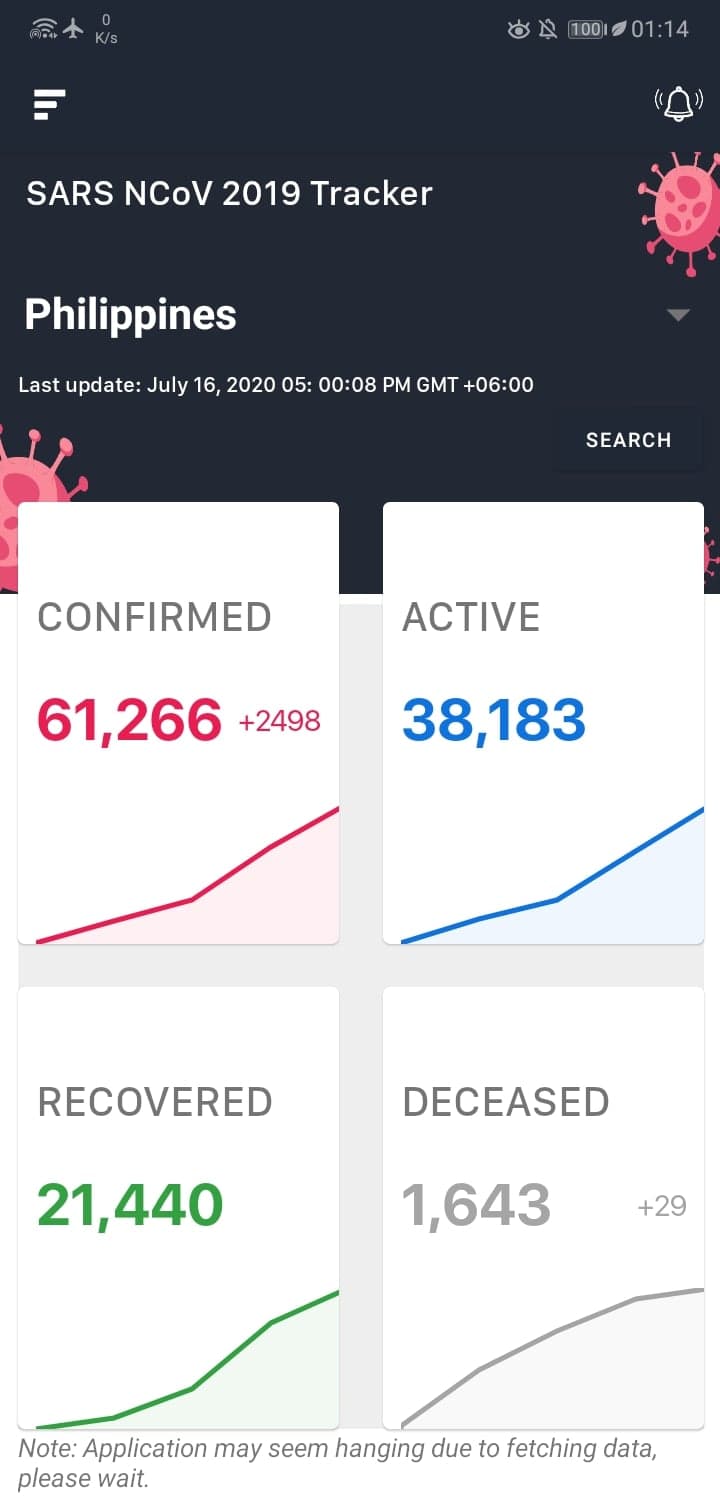 0
K/s
100
01:14
SARS NCoV 2019 Tracker
Philippines
Last update: July 16, 2020 05: 00:08 PM GMT +06:00
SEARCH
CONFIRMED
61,266 +2498
ACTIVE
38,183
RECOVERED
21,440
DECEASED
1,643 +29
Note: Application may seem hanging due to fetching data,
please wait.